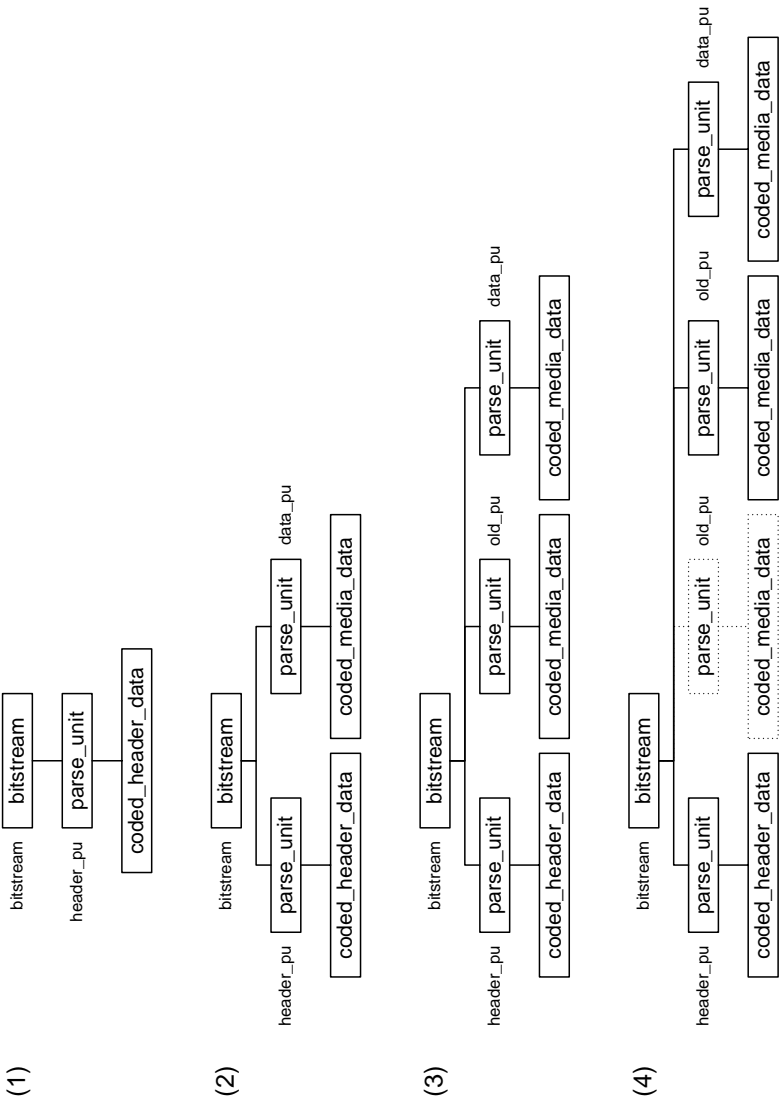 (1)
bitstream
bitstream
header_pu
parse_unit
coded_header_data
(2)
bitstream
bitstream
header_pu
parse_unit
parse_unit
data_pu
coded_header_data
coded_media_data
(3)
bitstream
bitstream
header_pu
parse_unit
parse_unit
old_pu
parse_unit
data_pu
coded_header_data
coded_media_data
coded_media_data
(4)
bitstream
bitstream
header_pu
parse_unit
parse_unit
old_pu
parse_unit
old_pu
parse_unit
data_pu
coded_header_data
coded_media_data
coded_media_data
coded_media_data